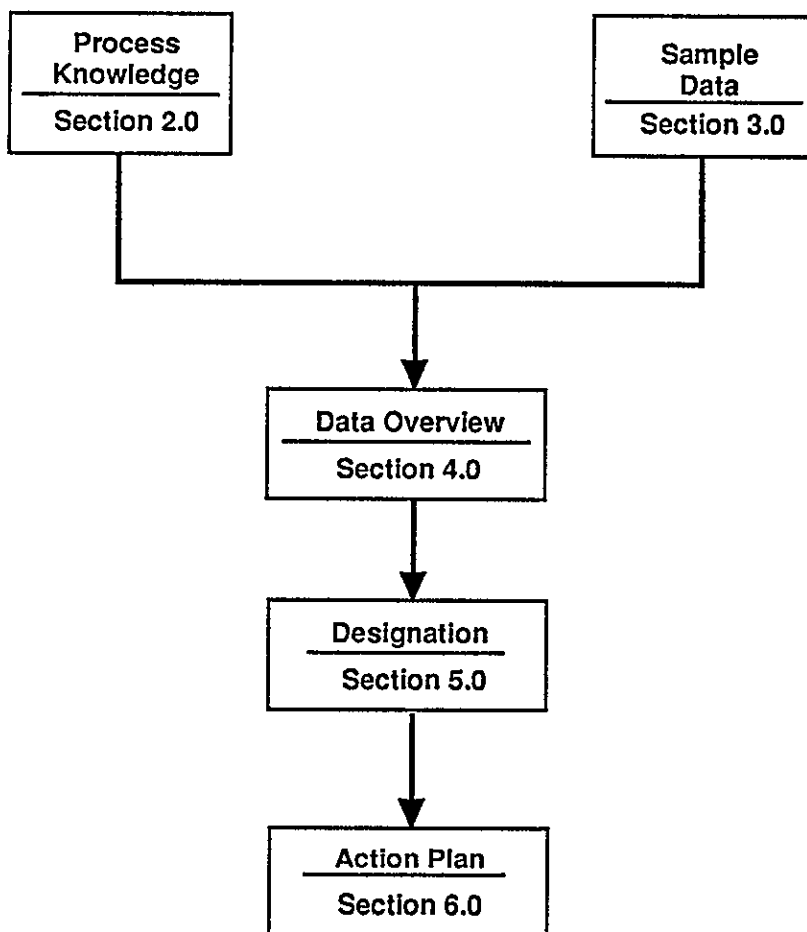 Process
Knowledge
Section 2.0
Sample
Data
Section 3.0
Data Overview
Section 4.0
Designation
Section 5.0
Action Plan
Section 6.0